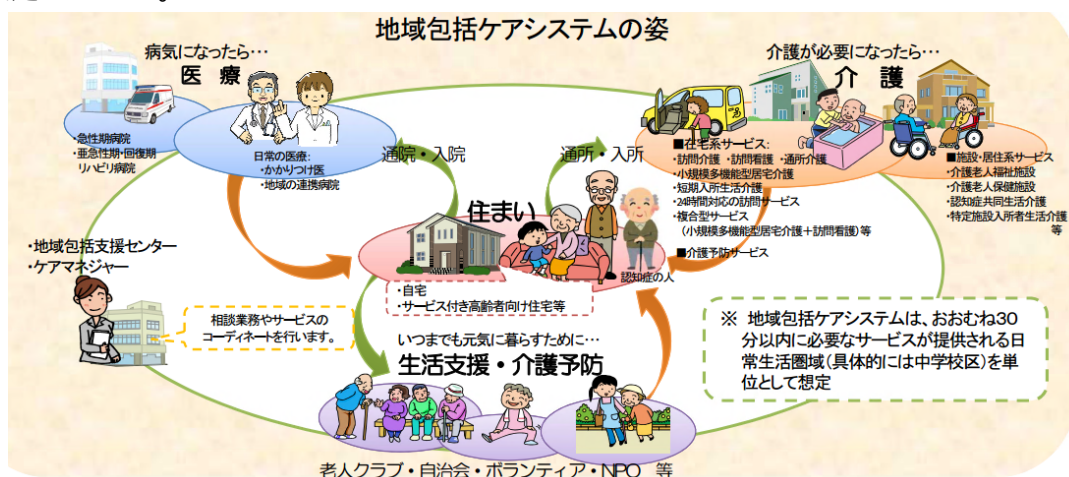 地域包括ケアシステムの姿
病気になったら…
医 療
・急性期病院
・亜急性期・回復期
リハビリ病院
日常の医療:
・かかりつけ医
・地域の連携病院
通院・入院
通所・入所
介護が必要になったら…
介 護
■在宅系サービス:
・訪問介護 ・訪問看護 ・通所介護
・小規模多機能型居宅介護
・短期入所生活介護
・24時間対応の訪問サービス
・複合型サービス
(小規模多機能型居宅介護+訪問看護)等
■介護予防サービス
■施設・居住系サービス
・介護老人福祉施設
・介護老人保健施設
・認知症共同生活介護
・特定施設入所者生活介護
等
住まい
認知症の人
・自宅
・サービス付き高齢者向け住宅等
・地域包括支援センター
・ケアマネジャー
相談業務やサービスの
コーディネートを行います。
いつまでも元気に暮らすために…
生活支援・介護予防
老人クラブ・自治会・ボランティア・NPO 等
※ 地域包括ケアシステムは、おおむね30
分以内に必要なサービスが提供される日
常生活圏域(具体的には中学校区)を単
位として想定